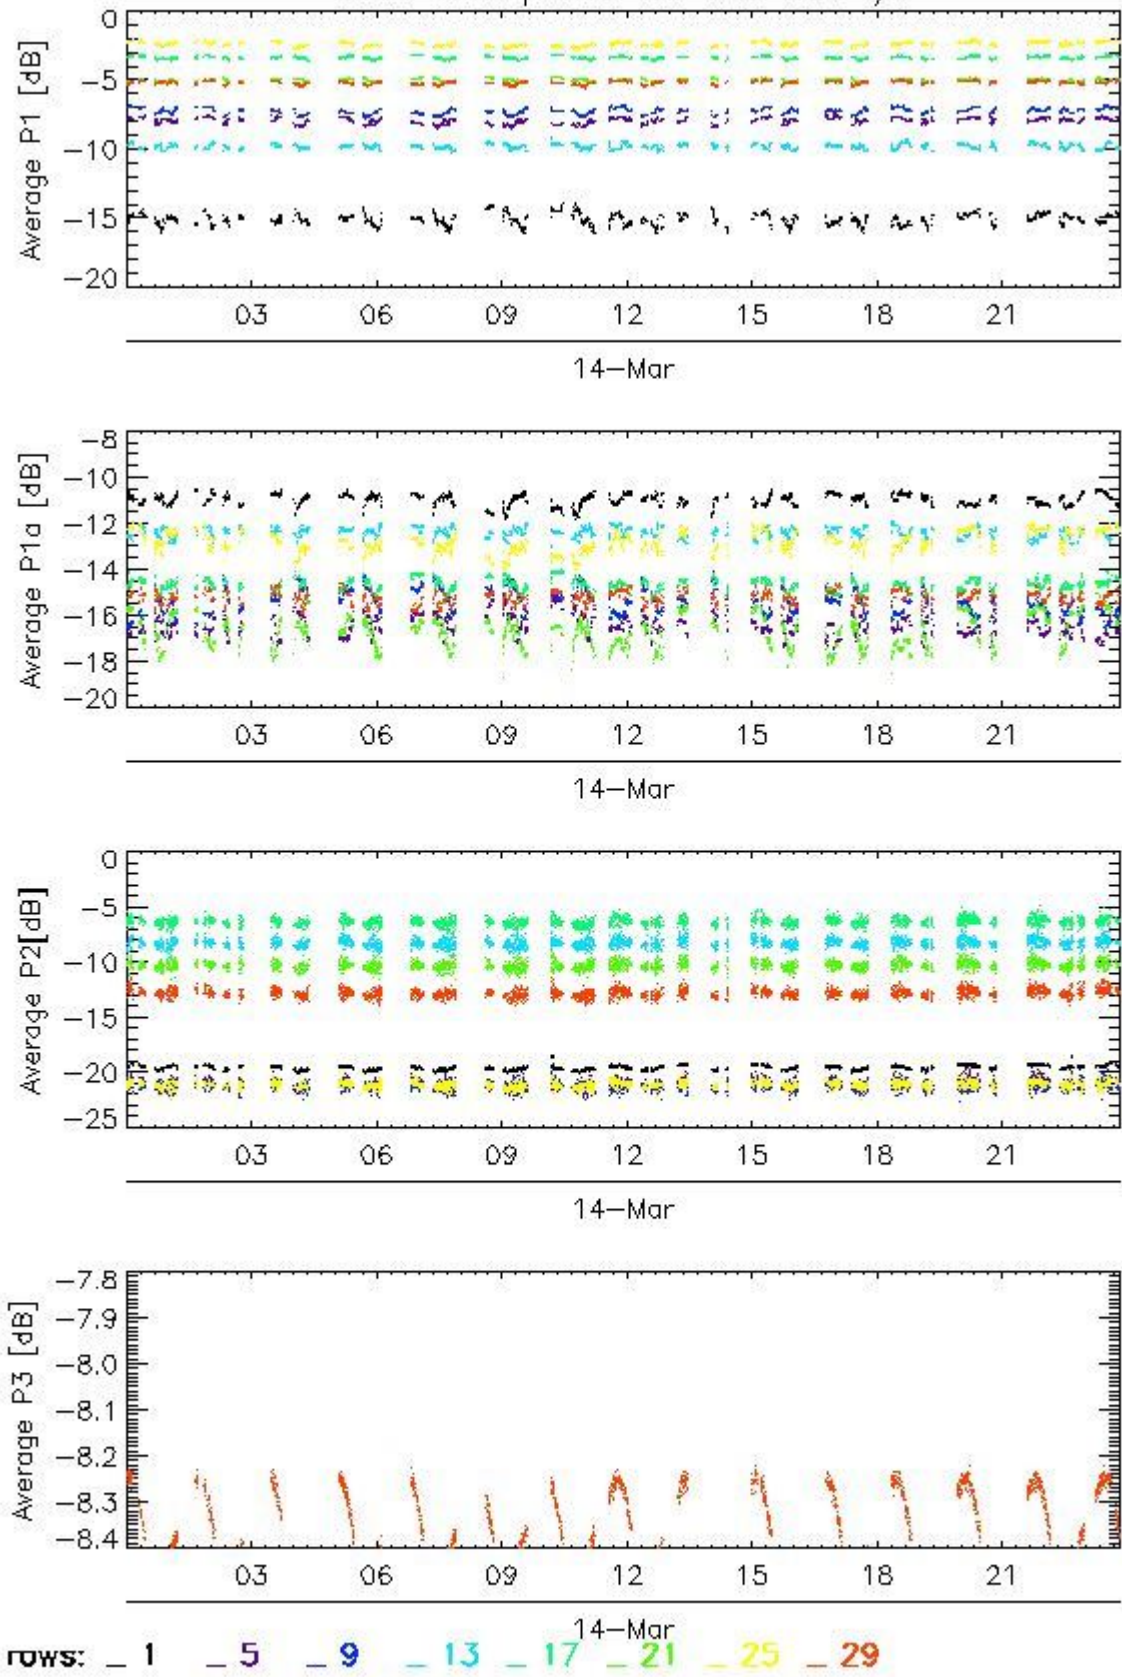 0
−5
−10
−15
−20
Average P1 [dB]
03 06 09 12 15 18 21
14−Mar
−8
−10
−12
−14
−16
−18
−20
Average P1a [dB]
03 06 09 12 15 18 21
14−Mar
0
−5
−10
−15
−20
−25
Average P2[dB]
03 06 09 12 15 18 21
14−Mar
−7.8
−7.9
−8.0
−8.1
−8.2
−8.3
−8.4
Average P3 [dB]
03 06 09 12 15 18 21
14−Mar
rows: _ 1 _ 5 _ 9 _ 13 _ 17 _ 21 _ 25 _ 29